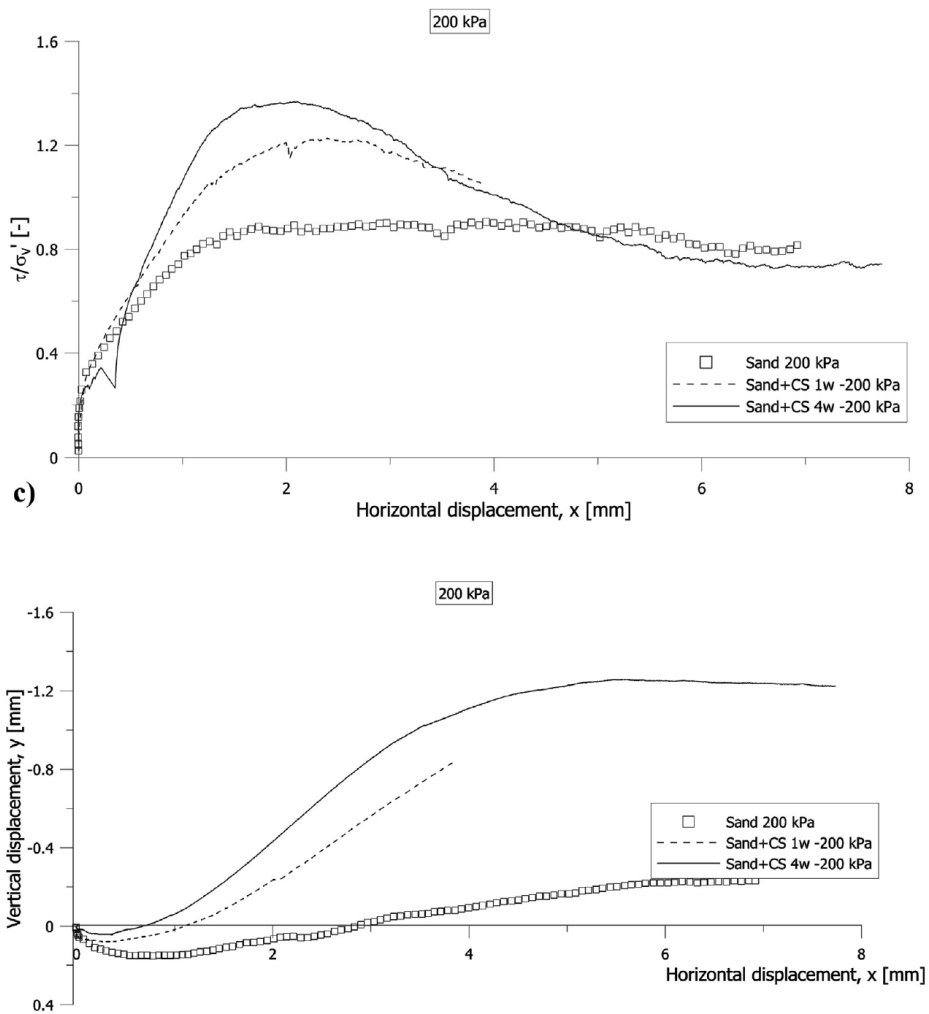 200 kPa
1.6
1.2
0.8
0.4
0
τ/σv' [-]
Sand 200 kPa
Sand+CS 1w -200 kPa
Sand+CS 4w -200 kPa
0 2 4 6 8
c)
Horizontal displacement, x [mm]
200 kPa
-1.6
-1.2
-0.8
-0.4
0
0.4
Vertical displacement, y [mm]
Sand 200 kPa
Sand+CS 1w -200 kPa
Sand+CS 4w -200 kPa
0 2 4 6 8
Horizontal displacement, x [mm]